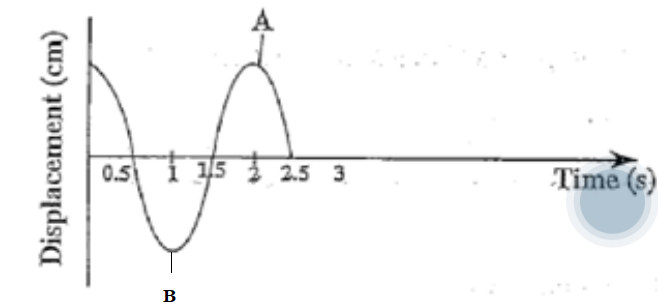 A
Displacement (cm)
0.5 1 1.5 2 2.5 3
Time (s)
B